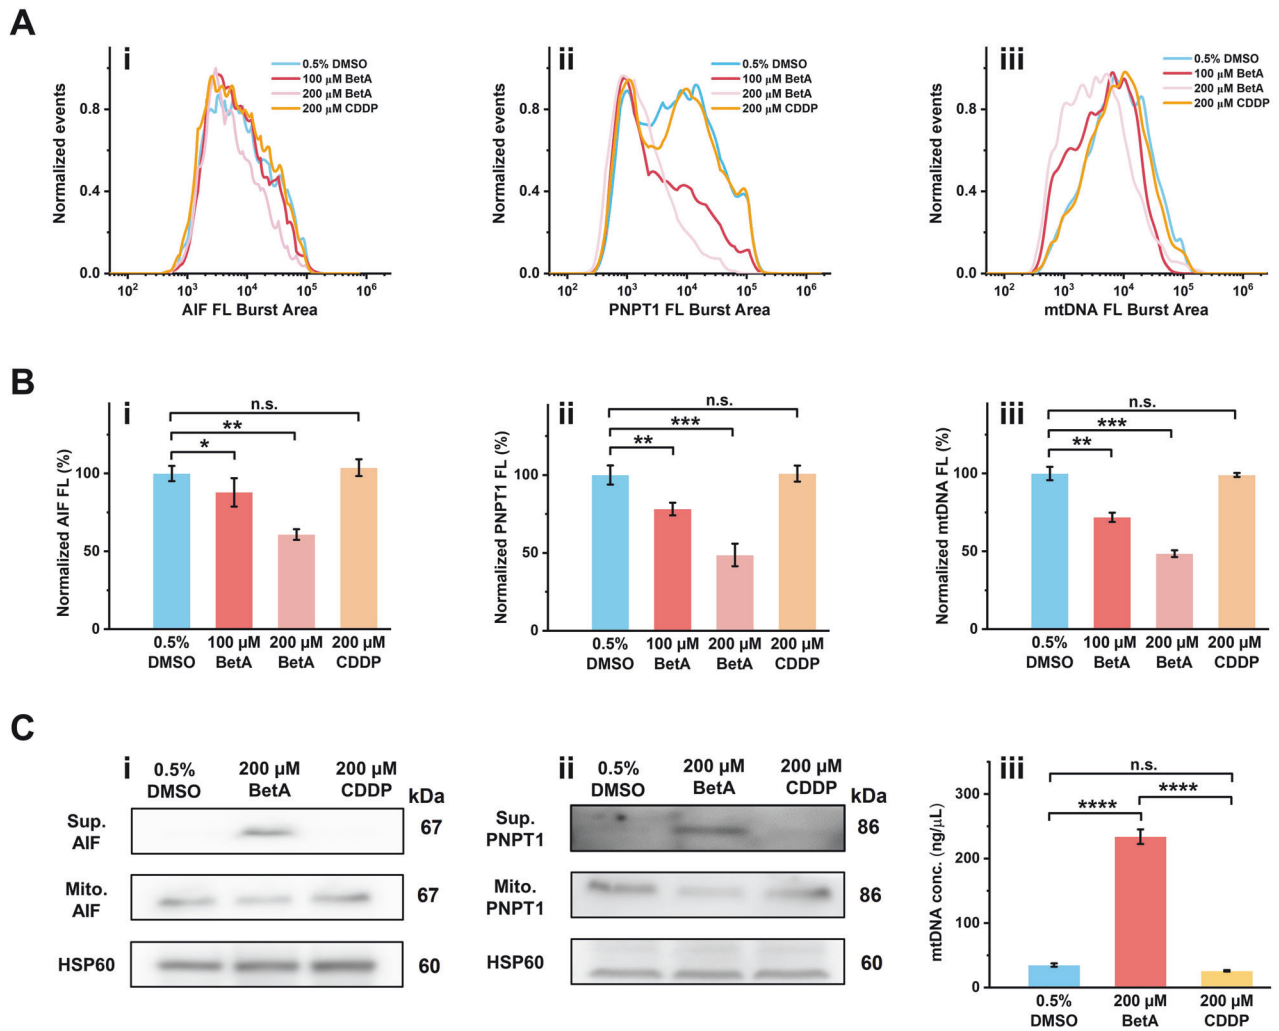 A
i
0.5% DMSO
100 μM BetA
200 μM BetA
200 μM CDDP
Normalized events
0.8
0.4
0.0
10²
10³
10⁴
10⁵
10⁶
AIF FL Burst Area
ii
0.5% DMSO
100 μM BetA
200 μM BetA
200 μM CDDP
Normalized events
0.8
0.4
0.0
10²
10³
10⁴
10⁵
10⁶
PNPT1 FL Burst Area
iii
0.5% DMSO
100 μM BetA
200 μM BetA
200 μM CDDP
Normalized events
0.8
0.4
0.0
10²
10³
10⁴
10⁵
10⁶
mtDNA FL Burst Area
B
i
n.s.
**
*
Normalized AIF FL (%)
100
50
0
0.5%
DMSO
100 μM
BetA
200 μM
BetA
200 μM
CDDP
ii
n.s.
***
**
Normalized PNPT1 FL (%)
100
50
0
0.5%
DMSO
100 μM
BetA
200 μM
BetA
200 μM
CDDP
iii
n.s.
***
**
Normalized mtDNA FL (%)
100
50
0
0.5%
DMSO
100 μM
BetA
200 μM
BetA
200 μM
CDDP
C
i
0.5%
DMSO
200 μM
BetA
200 μM
CDDP
kDa
Sup.
AIF
67
Mito.
AIF
67
HSP60
60
ii
0.5%
DMSO
200 μM
BetA
200 μM
CDDP
kDa
Sup.
PNPT1
86
Mito.
PNPT1
86
HSP60
60
iii
n.s.
****
****
mtDNA conc. (ng/μL)
300
200
100
0
0.5%
DMSO
200 μM
BetA
200 μM
CDDP